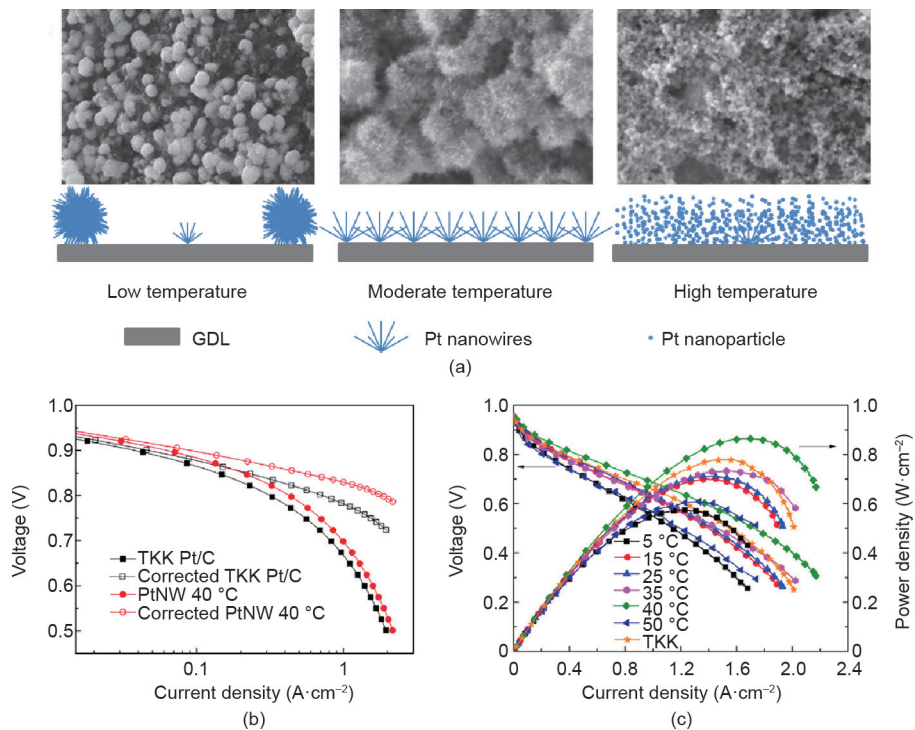 Low temperature
Moderate temperature
High temperature
GDL
Pt nanowires
Pt nanoparticle
(a)
1.0
0.9
0.8
0.7
0.6
0.5
Voltage (V)
TKK Pt/C
Corrected TKK Pt/C
PtNW 40 °C
Corrected PtNW 40 °C
0.1
1
Current density (A·cm⁻²)
(b)
1.0
0.8
0.6
0.4
0.2
0
Voltage (V)
5 °C
15 °C
25 °C
35 °C
40 °C
50 °C
TKK
1.0
0.8
0.6
0.4
0.2
0
Power density (W·cm⁻²)
0
0.4
0.8
1.2
1.6
2.0
2.4
Current density (A·cm⁻²)
(c)